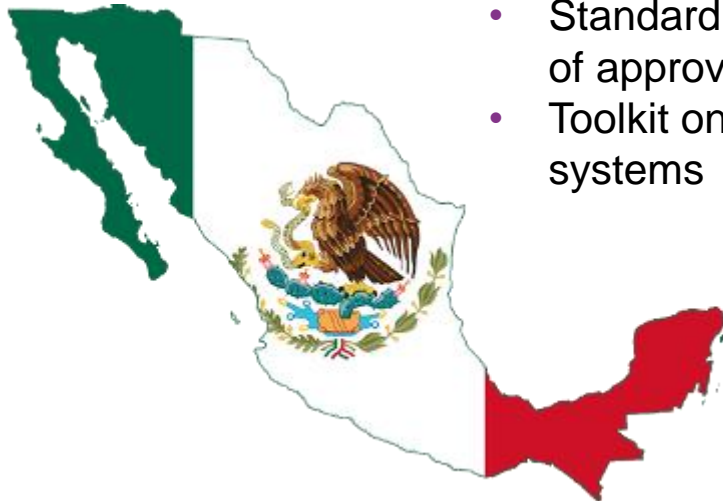 • Standard
of approv
• Toolkit on
systems